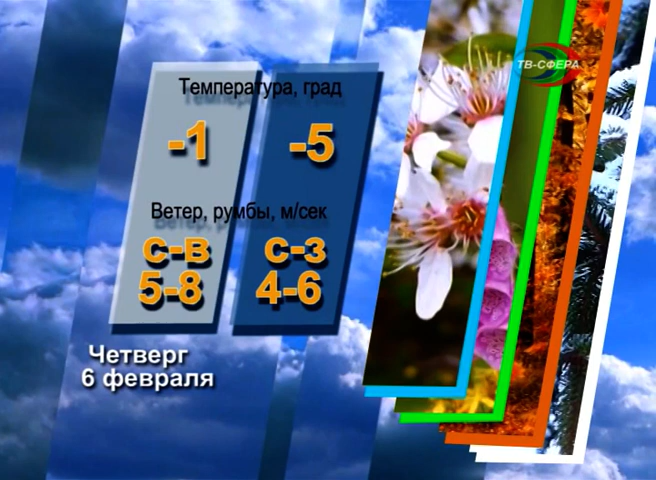 ТВ-СФЕРА
Температура, град
-1 -5
Ветер, румбы, м/сек
с-в с-з
5-8 4-6
Четверг
6 февраля